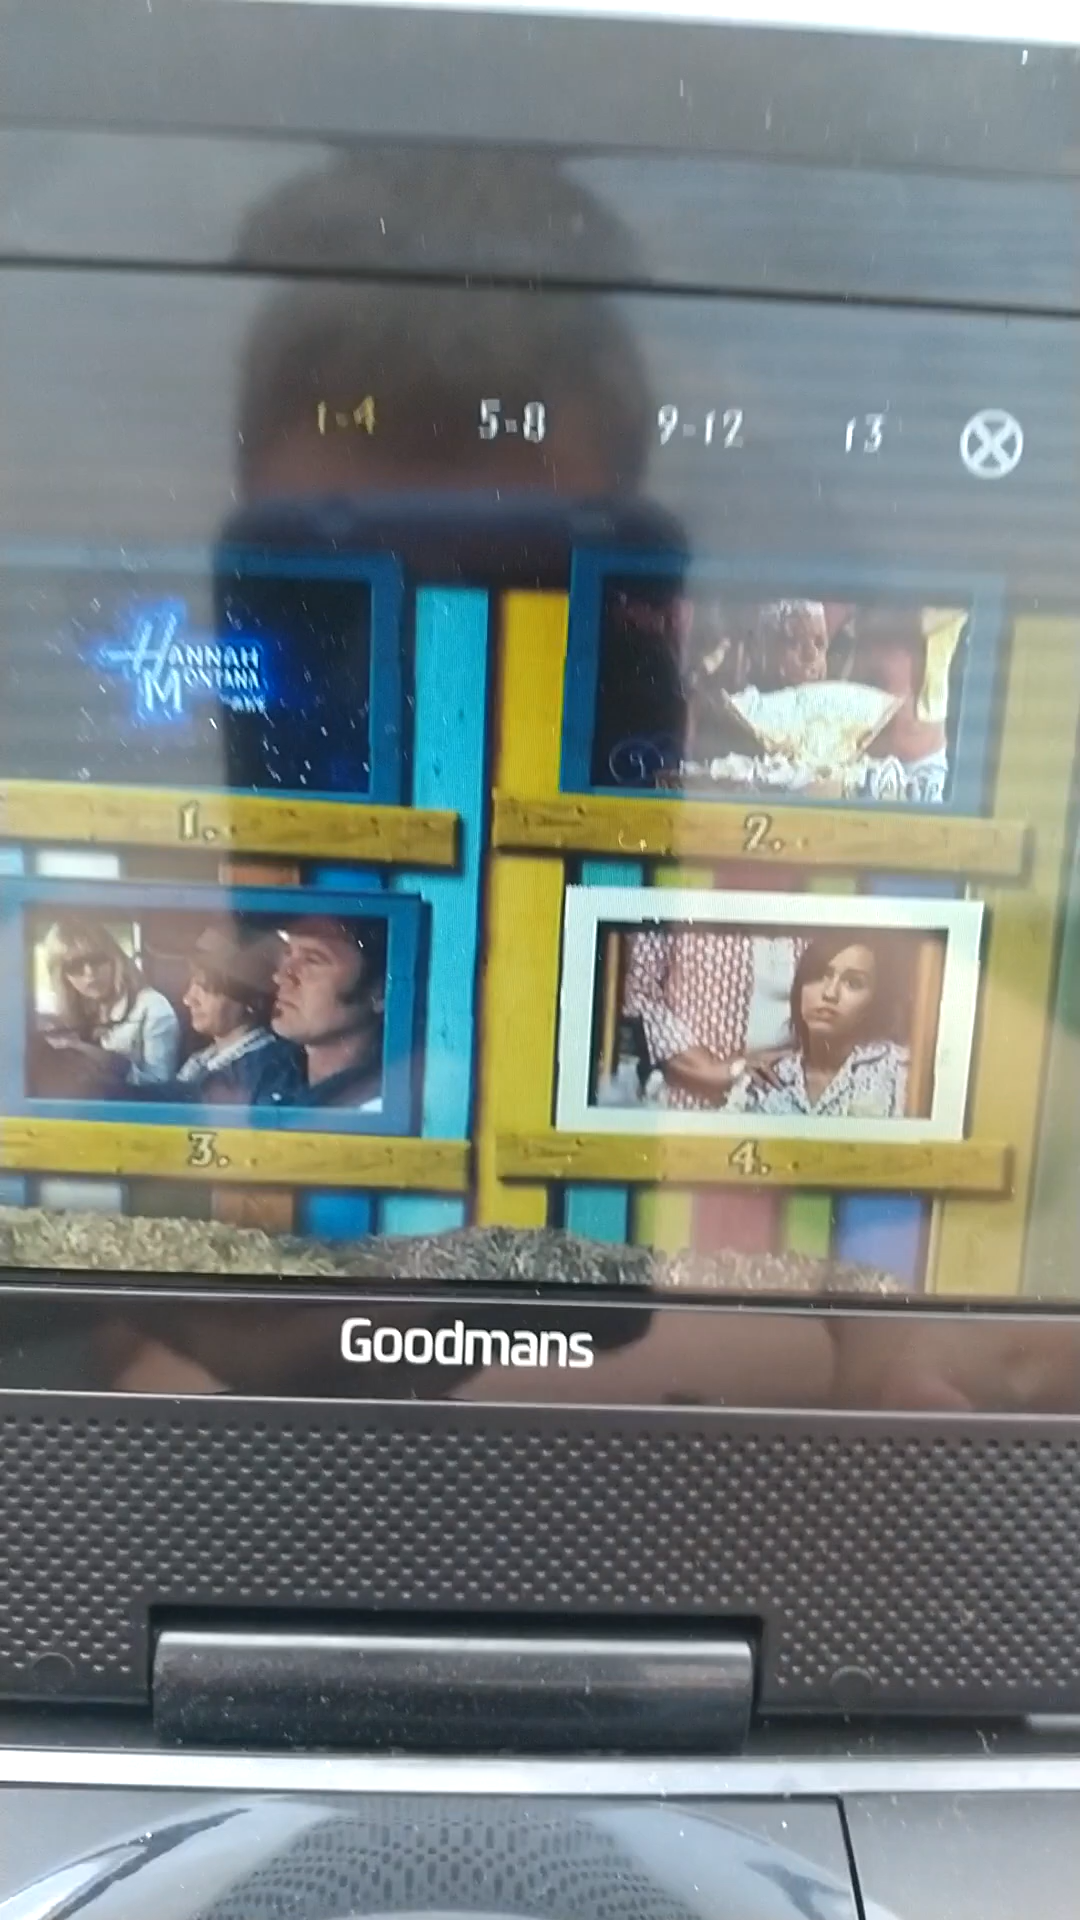 1-4 5-8 9-12 13
HANNAH
MONTANA
1.
2.
3.
4.
Goodmans